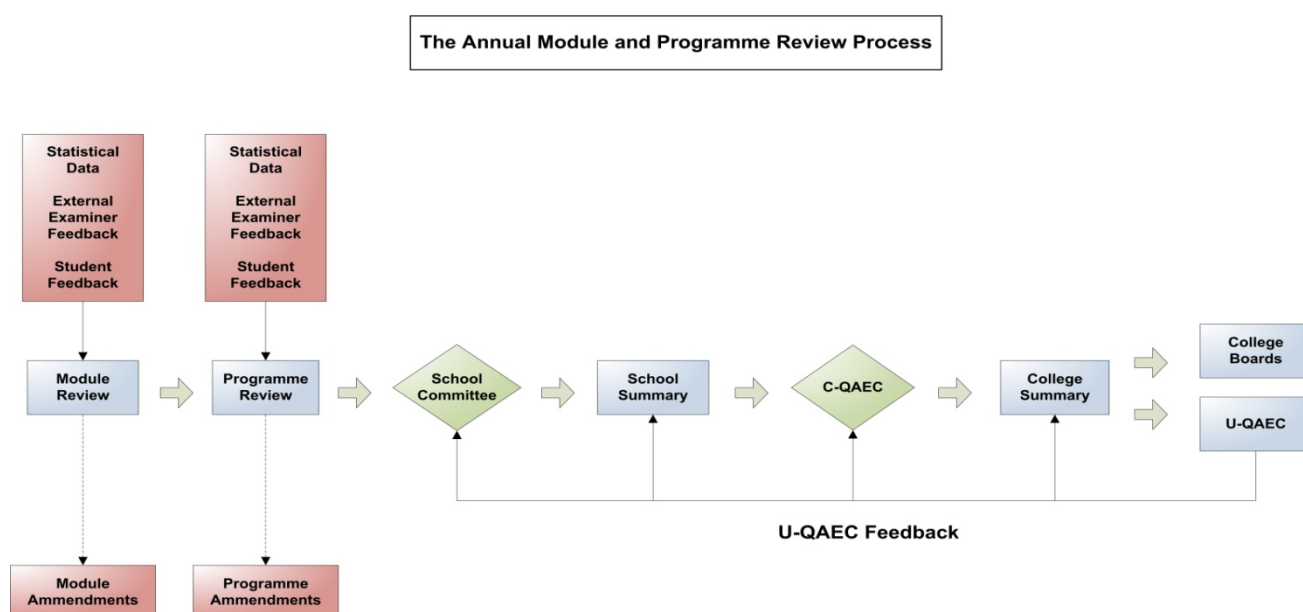 The Annual Module and Programme Review Process
Statistical
Data
External
Examiner
Feedback
Student
Feedback
Statistical
Data
External
Examiner
Feedback
Student
Feedback
Module
Review
Programme
Review
School
Committee
School
Summary
C-QAEC
College
Summary
College
Boards
U-QAEC
U-QAEC Feedback
Module
Ammendments
Programme
Ammendments